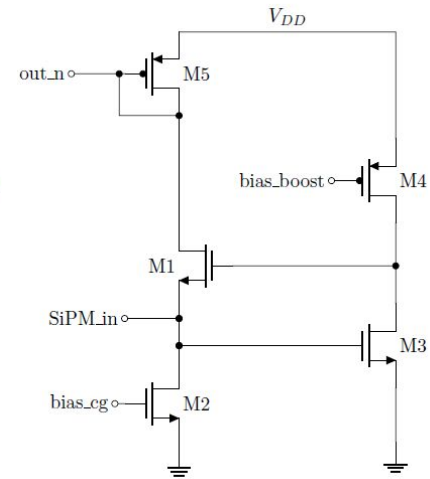 V_DD
out_n
M5
bias_boost
M4
M1
SiPM_in
M3
bias_cg
M2